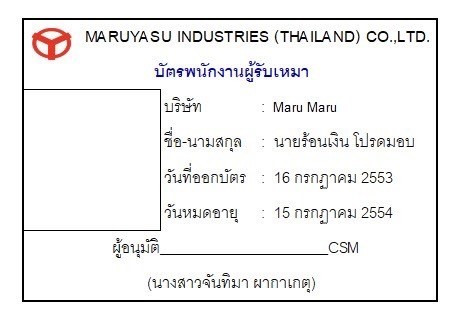 MARUYASU INDUSTRIES (THAILAND) CO.,LTD.
บัตรพนักงานผู้รับเหมา
บริษัท : Maru Maru
ชื่อ-นามสกุล : นายร้อนเงิน โปรดมอบ
วันที่ออกบัตร : 16 กรกฎาคม 2553
วันหมดอายุ : 15 กรกฎาคม 2554
ผู้อนุมัติ______________________CSM
(นางสาวจันทิมา ผากาเกตุ)